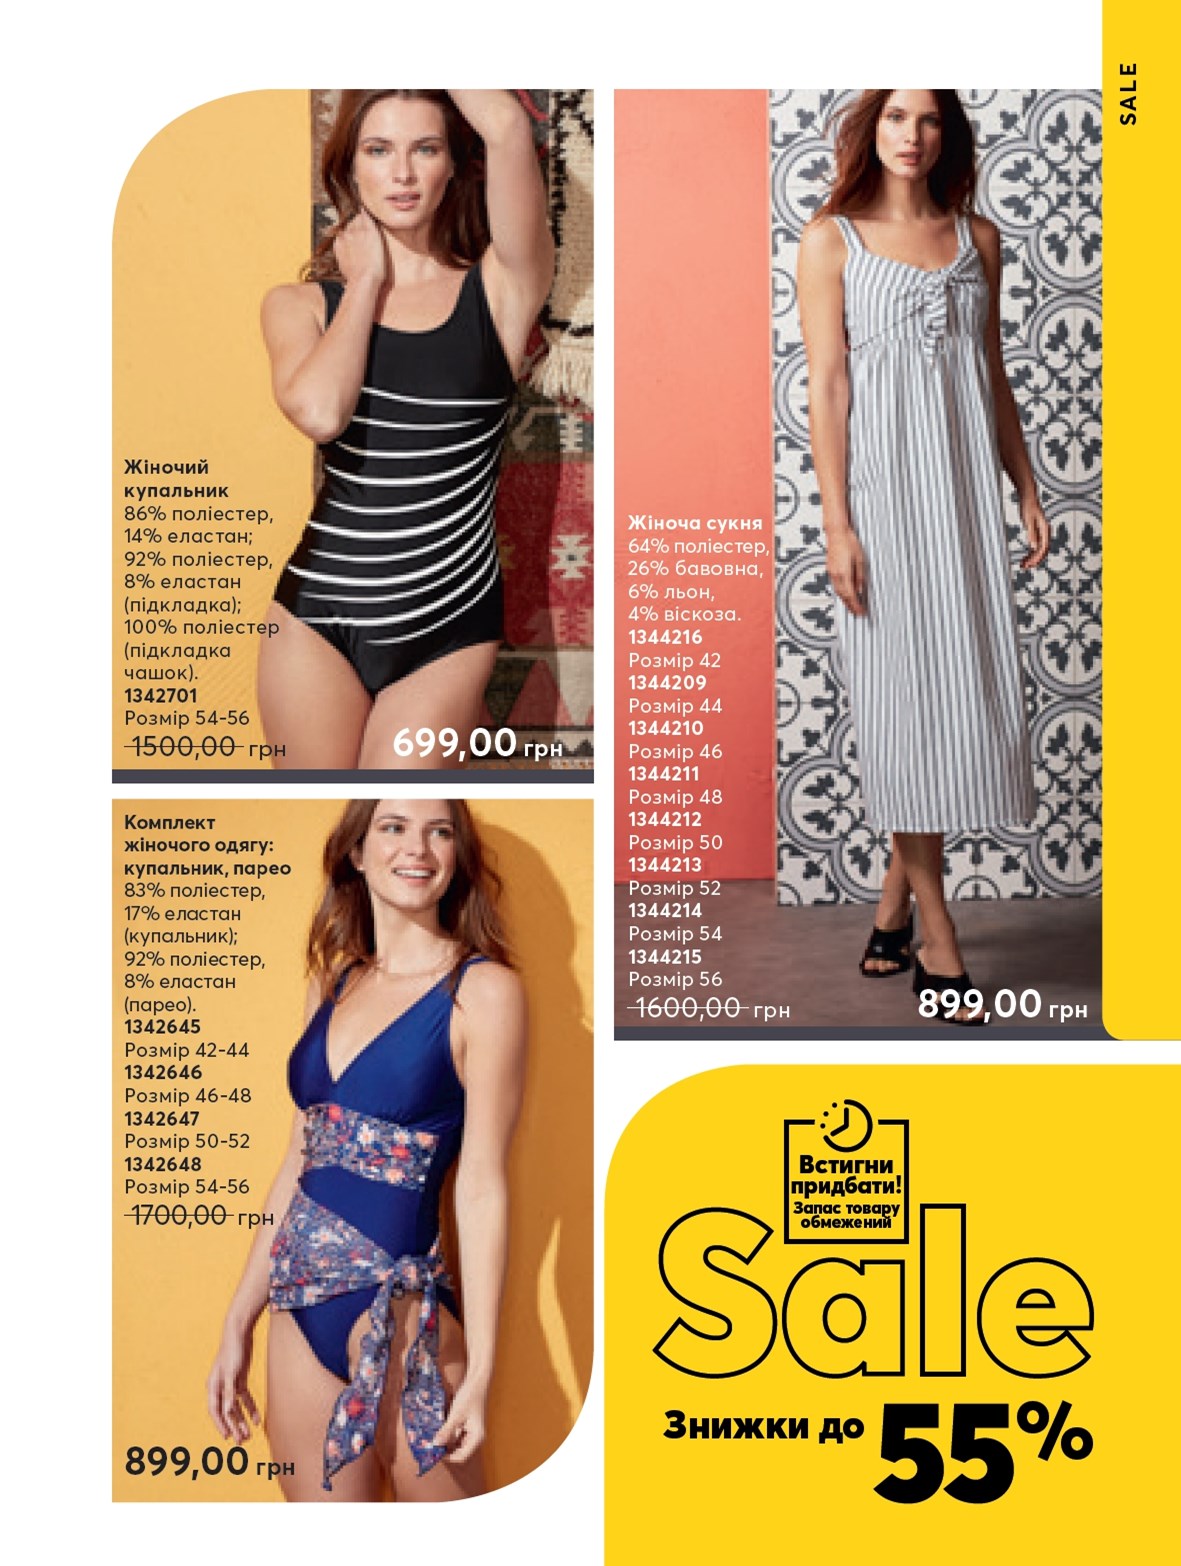 SALE
Жіночий
купальник
86% поліестер,
14% еластан;
92% поліестер,
8% еластан
(підкладка);
100% поліестер
(підкладка
чашок).
1342701
Розмір 54-56
1500,00 грн
699,00 грн
Жіноча сукня
64% поліестер,
26% бавовна,
6% льон,
4% віскоза.
1344216
Розмір 42
1344209
Розмір 44
1344210
Розмір 46
1344211
Розмір 48
1344212
Розмір 50
1344213
Розмір 52
1344214
Розмір 54
1344215
Розмір 56
1600,00 грн
899,00 грн
Комплект
жіночого одягу:
купальник, парео
83% поліестер,
17% еластан
(купальник);
92% поліестер,
8% еластан
(парео).
1342645
Розмір 42-44
1342646
Розмір 46-48
1342647
Розмір 50-52
1342648
Розмір 54-56
1700,00 грн
899,00 грн
Встигни
придбати!
Запас товару
обмежений
Sale
Знижки до 55%